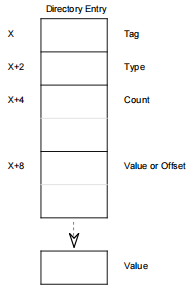 Directory Entry
X Tag
X+2 Type
X+4 Count
X+8 Value or Offset
Value